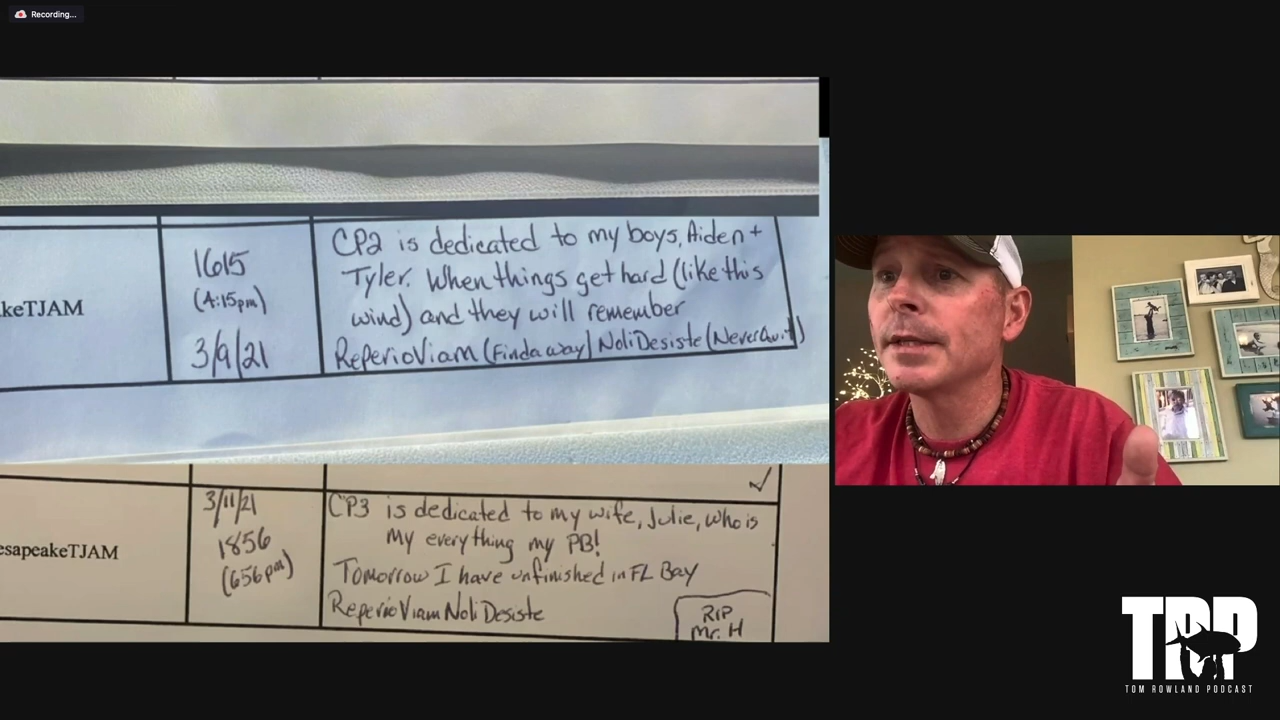 Recording...
CP2 is dedicated to my boys, Aiden +
1615
Tyler. When things get hard (like this
(4:15pm)
keTJAM
wind) and they will remember
3/9/21
ReperioViam (Find a way) NoliDesiste (Never Quit)
3/11/21
CP3 is dedicated to my wife, Julie, who is
1856
my everything my PB!
esapeakeTJAM
(656pm)
Tomorrow I have unfinished in FL Bay
ReperioViam Noli Desiste
RIP
Mr. H
TRP
TOM ROWLAND PODCAST